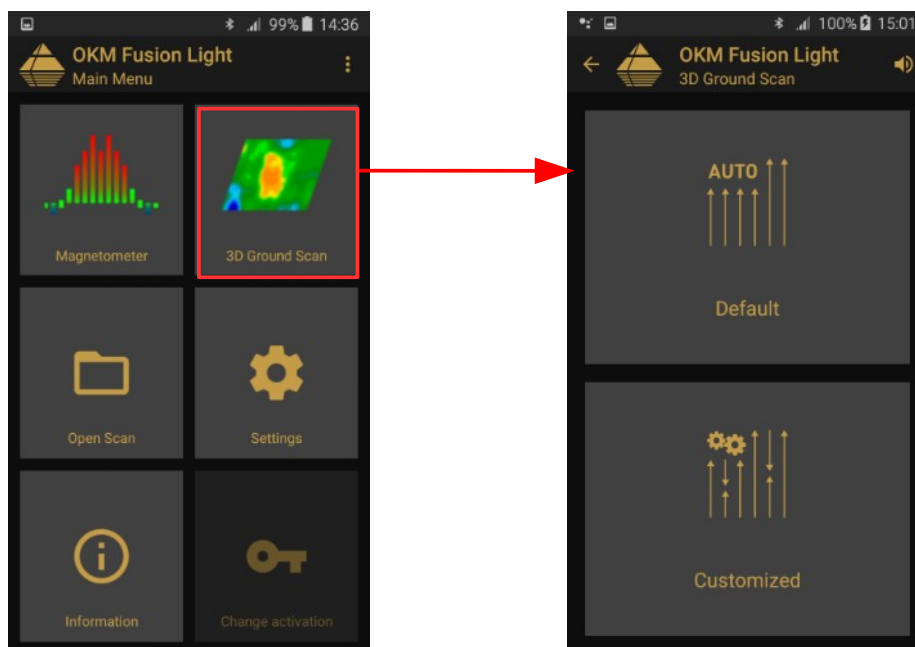 99% 14:36
OKM Fusion Light
Main Menu
Magnetometer
3D Ground Scan
Open Scan
Settings
Information
Change activation
100% 15:01
OKM Fusion Light
3D Ground Scan
AUTO
Default
Customized